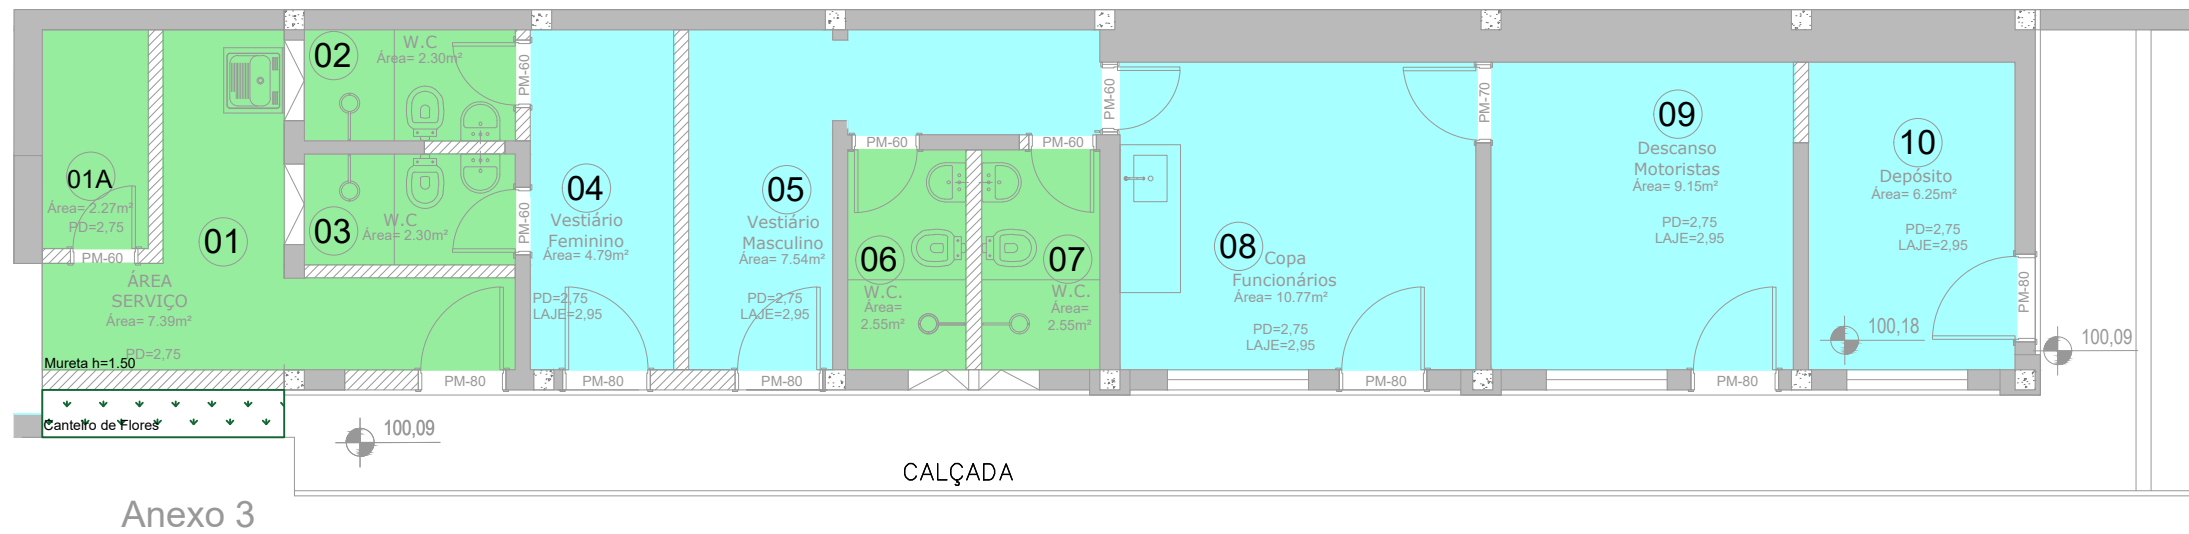 01A
Área= 2.27m²
PD=2,75
PM-60
01
ÁREA
SERVIÇO
Área= 7.39m²
PD=2,75
Mureta h=1.50
Canteiro de Flores
02
W.C
Área= 2.30m²
PM-60
03
W.C
Área= 2.30m²
PM-60
PM-80
04
Vestiário
Feminino
Área= 4.79m²
PD=2,75
LAJE=2,95
PM-80
05
Vestiário
Masculino
Área= 7.54m²
PD=2,75
LAJE=2,95
PM-80
PM-60
06
W.C.
Área=
2.55m²
PM-60
07
W.C.
Área=
2.55m²
PM-60
08
Copa
Funcionários
Área= 10.77m²
PD=2,75
LAJE=2,95
PM-80
PM-70
09
Descanso
Motoristas
Área= 9.15m²
PD=2,75
LAJE=2,95
PM-80
10
Depósito
Área= 6.25m²
PD=2,75
LAJE=2,95
PM-80
100,18
100,09
100,09
CALÇADA
Anexo 3